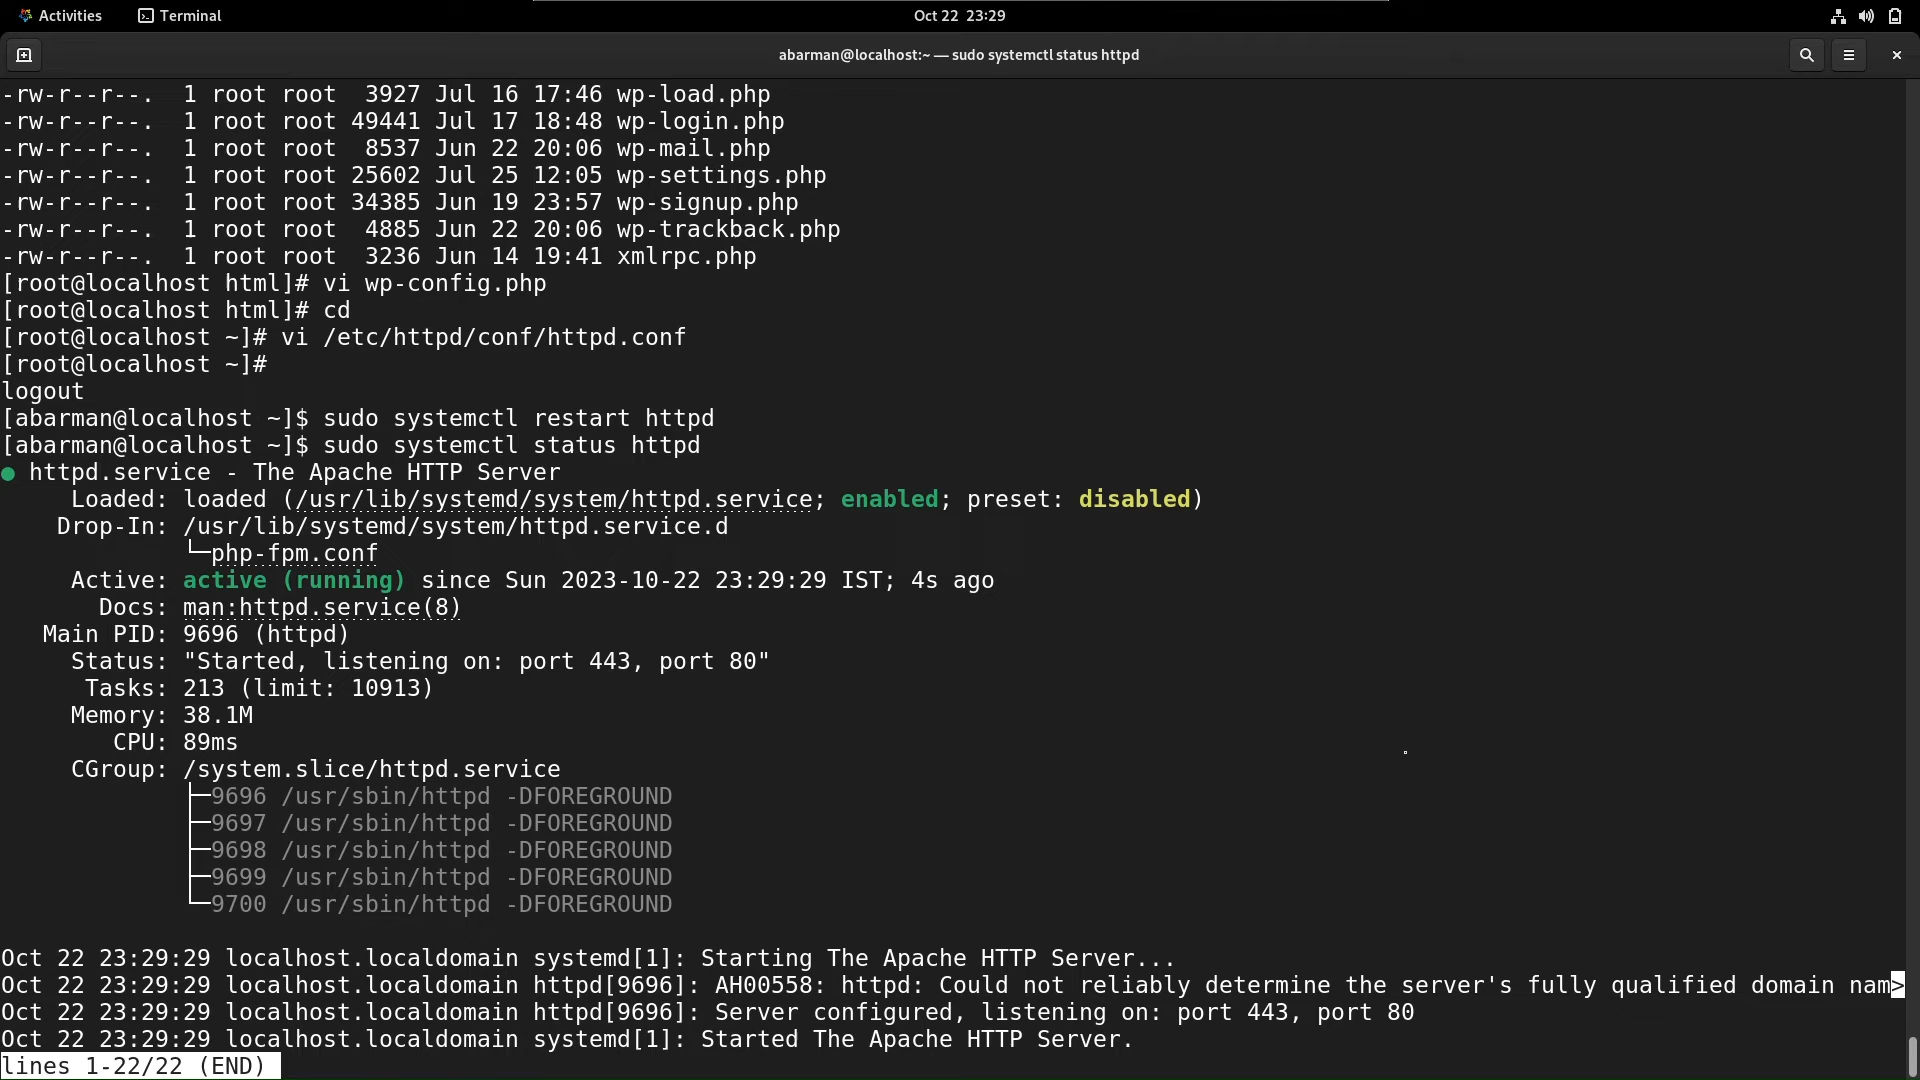 Activities Terminal Oct 22 23:29
abarman@localhost:~ — sudo systemctl status httpd
-rw-r--r--.  1 root root  3927 Jul 16 17:46 wp-load.php
-rw-r--r--.  1 root root 49441 Jul 17 18:48 wp-login.php
-rw-r--r--.  1 root root  8537 Jun 22 20:06 wp-mail.php
-rw-r--r--.  1 root root 25602 Jul 25 12:05 wp-settings.php
-rw-r--r--.  1 root root 34385 Jun 19 23:57 wp-signup.php
-rw-r--r--.  1 root root  4885 Jun 22 20:06 wp-trackback.php
-rw-r--r--.  1 root root  3236 Jun 14 19:41 xmlrpc.php
[root@localhost html]# vi wp-config.php
[root@localhost html]# cd
[root@localhost ~]# vi /etc/httpd/conf/httpd.conf
[root@localhost ~]#
logout
[abarman@localhost ~]$ sudo systemctl restart httpd
[abarman@localhost ~]$ sudo systemctl status httpd
● httpd.service - The Apache HTTP Server
     Loaded: loaded (/usr/lib/systemd/system/httpd.service; enabled; preset: disabled)
    Drop-In: /usr/lib/systemd/system/httpd.service.d
             └─php-fpm.conf
     Active: active (running) since Sun 2023-10-22 23:29:29 IST; 4s ago
       Docs: man:httpd.service(8)
   Main PID: 9696 (httpd)
     Status: "Started, listening on: port 443, port 80"
      Tasks: 213 (limit: 10913)
     Memory: 38.1M
        CPU: 89ms
     CGroup: /system.slice/httpd.service
             ├─9696 /usr/sbin/httpd -DFOREGROUND
             ├─9697 /usr/sbin/httpd -DFOREGROUND
             ├─9698 /usr/sbin/httpd -DFOREGROUND
             ├─9699 /usr/sbin/httpd -DFOREGROUND
             └─9700 /usr/sbin/httpd -DFOREGROUND
Oct 22 23:29:29 localhost.localdomain systemd[1]: Starting The Apache HTTP Server...
Oct 22 23:29:29 localhost.localdomain httpd[9696]: AH00558: httpd: Could not reliably determine the server's fully qualified domain nam>
Oct 22 23:29:29 localhost.localdomain httpd[9696]: Server configured, listening on: port 443, port 80
Oct 22 23:29:29 localhost.localdomain systemd[1]: Started The Apache HTTP Server.
lines 1-22/22 (END)